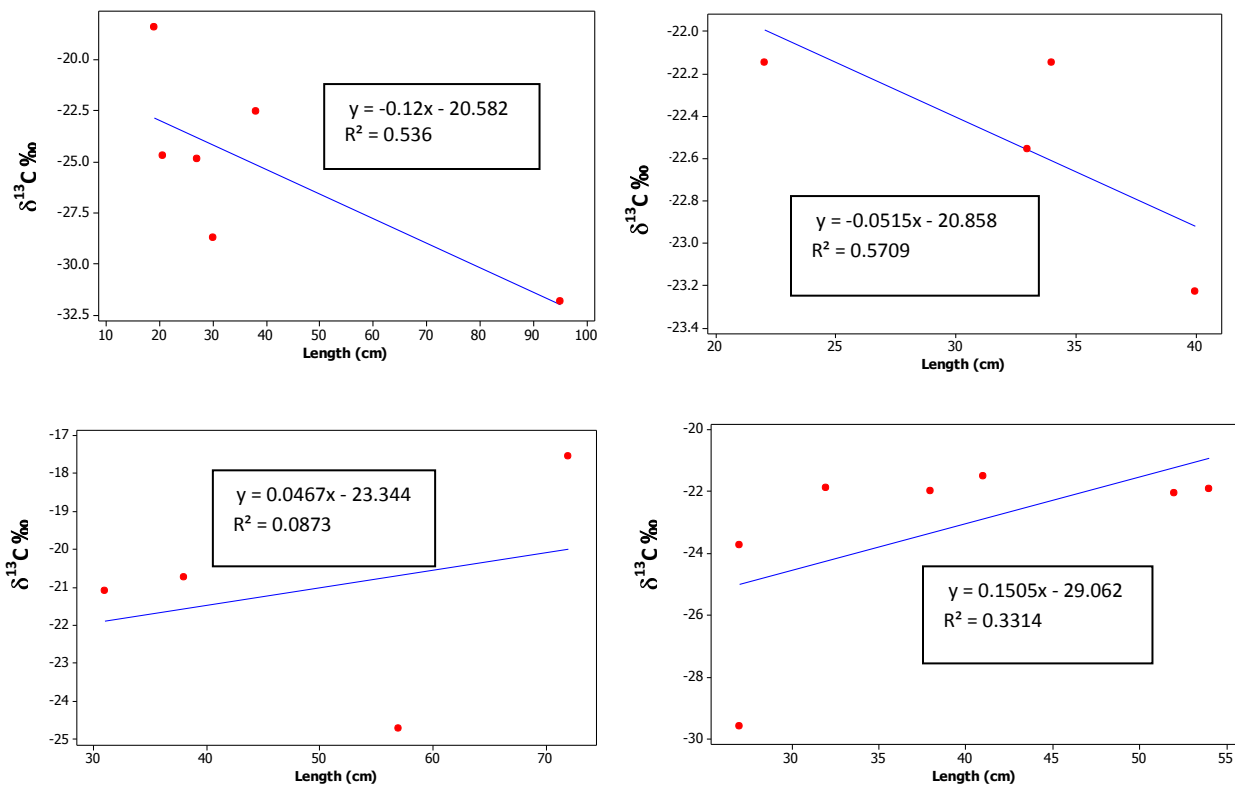 -20.0
-22.5
-25.0
-27.5
-30.0
-32.5
δ¹³C ‰
y = -0.12x - 20.582
R² = 0.536
10 20 30 40 50 60 70 80 90 100
Length (cm)
-22.0
-22.2
-22.4
-22.6
-22.8
-23.0
-23.2
-23.4
δ¹³C ‰
y = -0.0515x - 20.858
R² = 0.5709
20 25 30 35 40
Length (cm)
-17
-18
-19
-20
-21
-22
-23
-24
-25
δ¹³C ‰
y = 0.0467x - 23.344
R² = 0.0873
30 40 50 60 70
Length (cm)
-20
-22
-24
-26
-28
-30
δ¹³C ‰
y = 0.1505x - 29.062
R² = 0.3314
30 35 40 45 50 55
Length (cm)